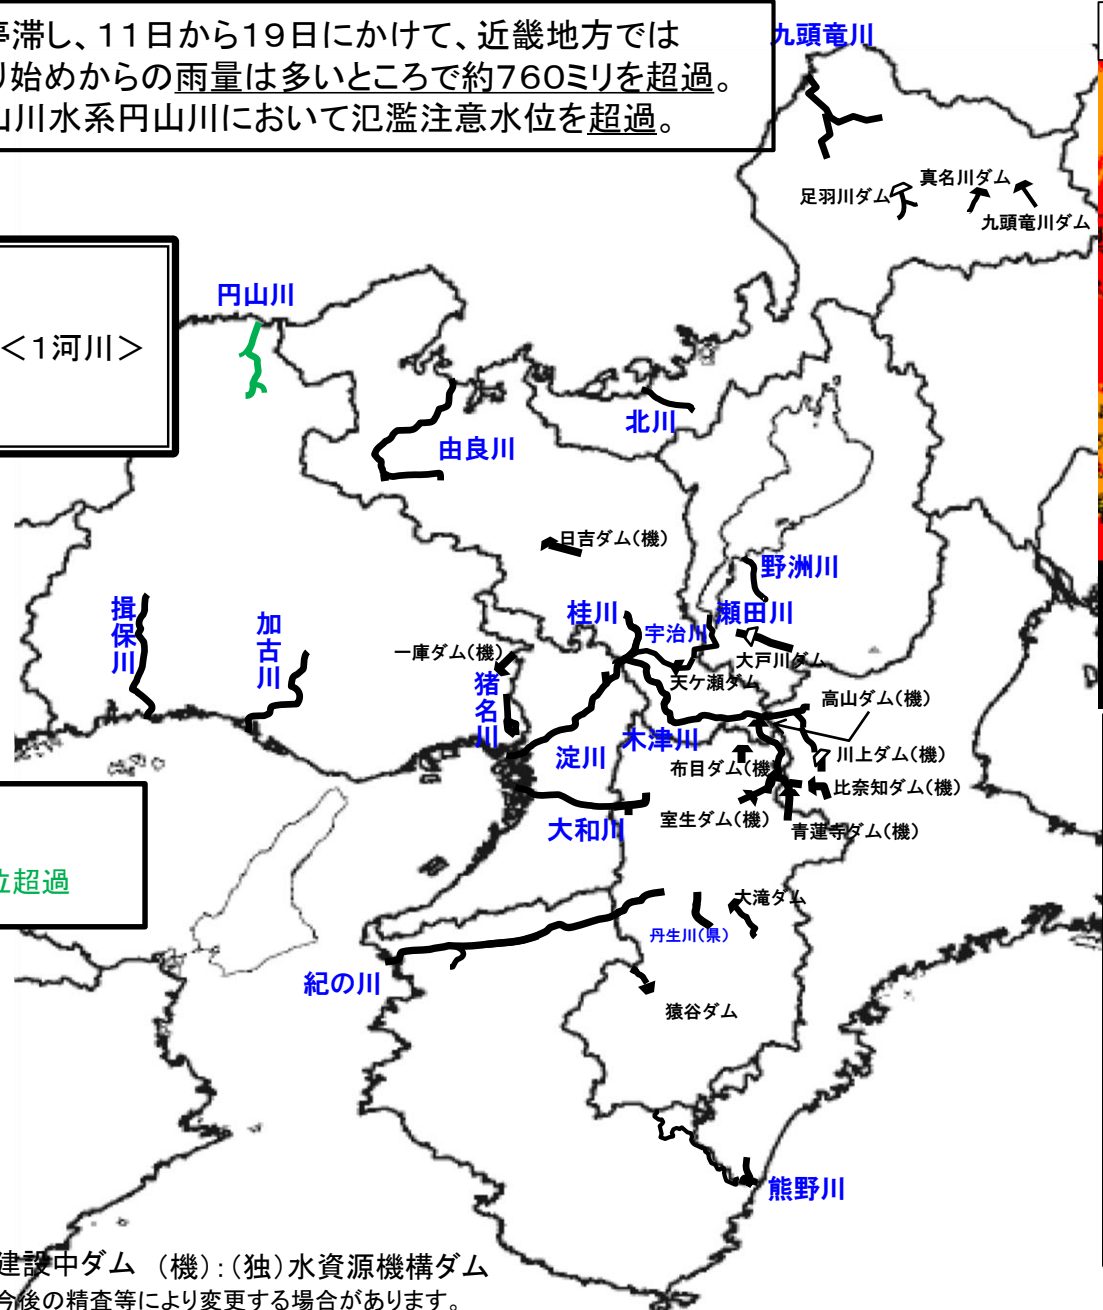 停滞し、11日から19日にかけて、近畿地方では
り始めからの雨量は多いところで約760ミリを超過。
山川水系円山川において氾濫注意水位を超過。
九頭竜川
真名川ダム
足羽川ダム
九頭竜川ダム
円山川
<1河川>
北川
由良川
日吉ダム(機)
野洲川
揖保川
加古川
桂川
宇治川
瀬田川
一庫ダム(機)
大戸川ダム
天ケ瀬ダム
猪名川
高山ダム(機)
淀川
木津川
川上ダム(機)
布目ダム(機
比奈知ダム(機)
大和川
室生ダム(機)
青蓮寺ダム(機)
位超過
大滝ダム
丹生川(県)
紀の川
猿谷ダム
熊野川
建設中ダム (機):(独)水資源機構ダム
今後の精査等により変更する場合があります。